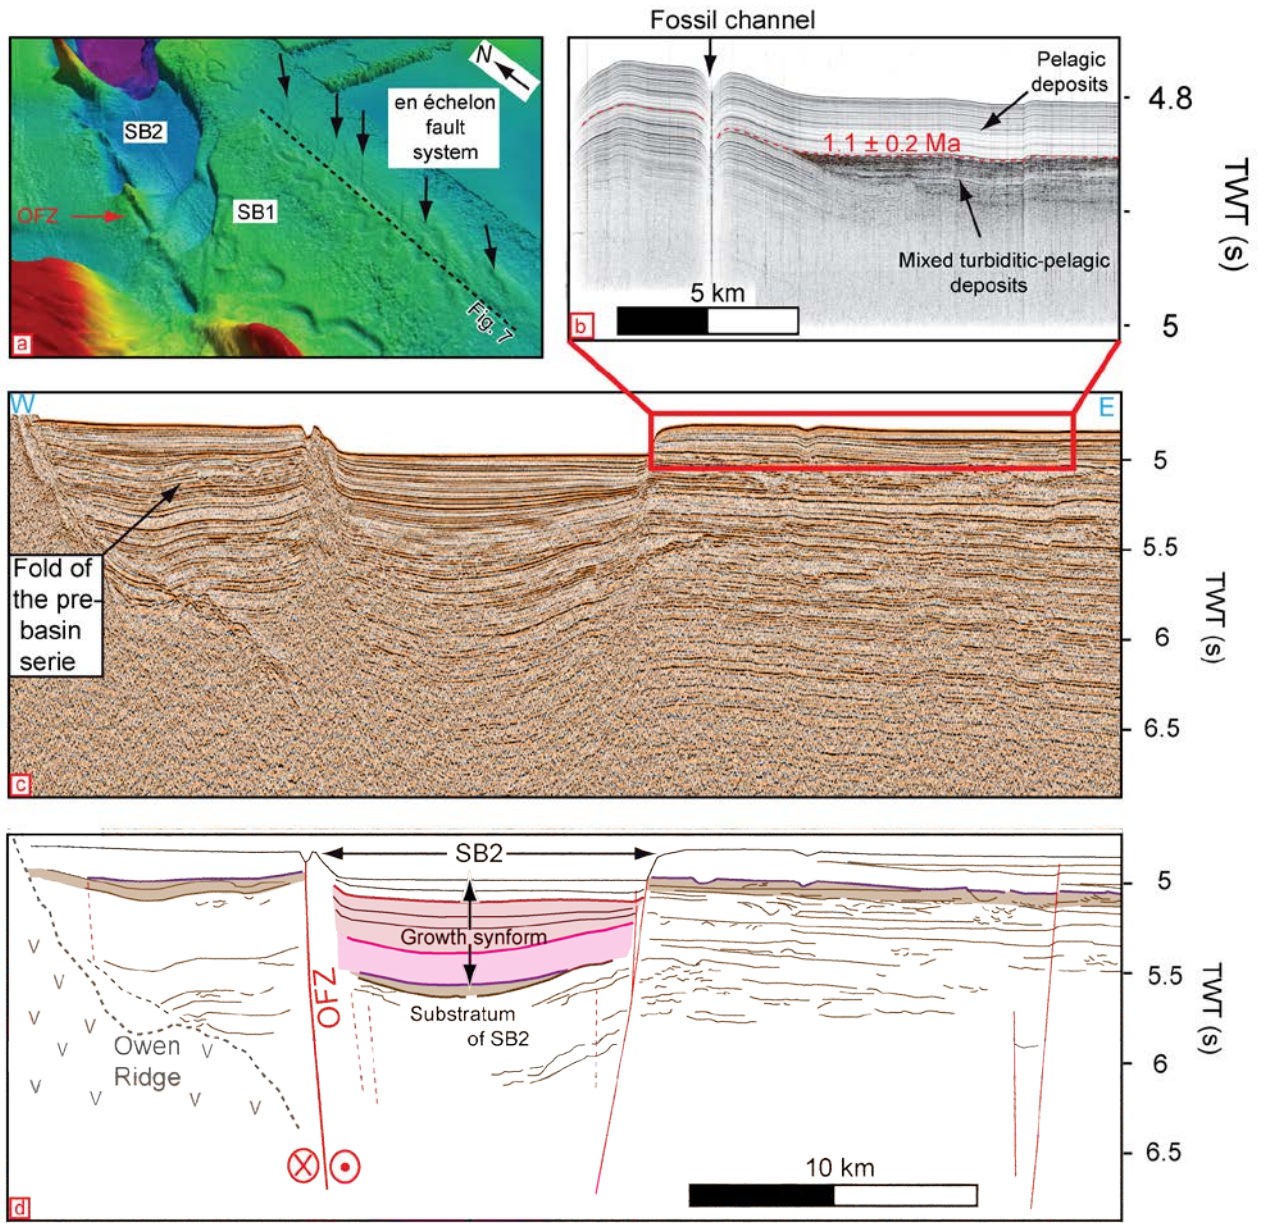 Fossil channel
N
SB2
en échelon
fault
system
OFZ
SB1
Fig. 7
a
Pelagic
deposits
1.1 ± 0.2 Ma
Mixed turbiditic-pelagic
deposits
5 km
b
4.8
5
TWT (s)
W
E
Fold of
the pre-
basin
serie
c
5
5.5
6
6.5
TWT (s)
SB2
Growth synform
OFZ
Substratum
of SB2
Owen
Ridge
V V V V V V V V V V
10 km
d
5
5.5
6
6.5
TWT (s)